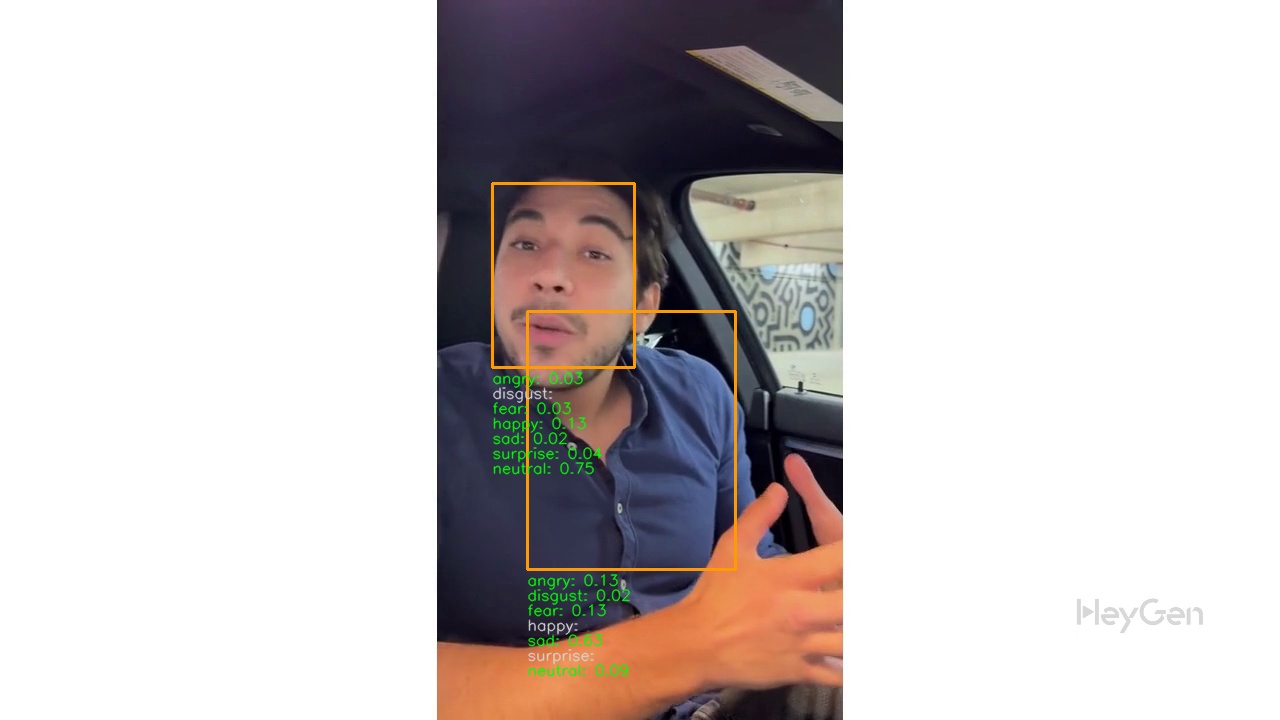 angry: 0.03
disgust:
fear: 0.03
happy: 0.13
sad: 0.02
surprise: 0.04
neutral: 0.75
angry: 0.13
disgust: 0.02
fear: 0.13
happy:
sad: 0.63
surprise:
neutral: 0.09
HeyGen